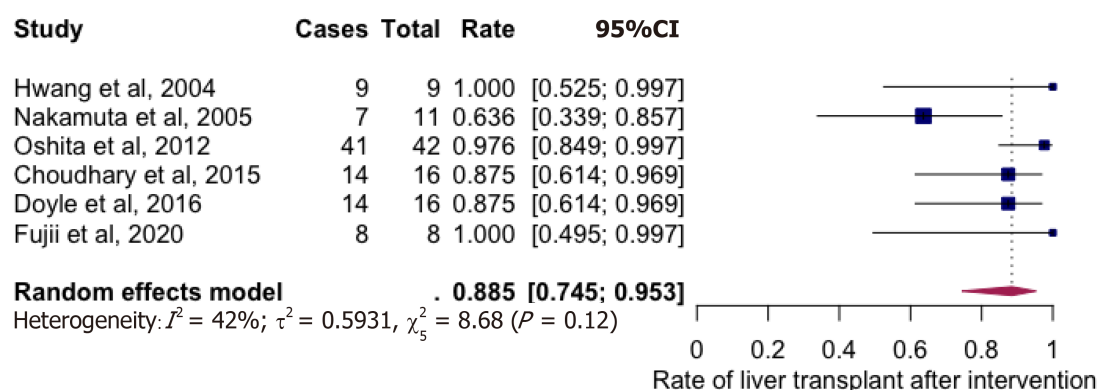 Study Cases Total Rate 95%CI
Hwang et al, 2004 9 9 1.000 [0.525; 0.997]
Nakamuta et al, 2005 7 11 0.636 [0.339; 0.857]
Oshita et al, 2012 41 42 0.976 [0.849; 0.997]
Choudhary et al, 2015 14 16 0.875 [0.614; 0.969]
Doyle et al, 2016 14 16 0.875 [0.614; 0.969]
Fujii et al, 2020 8 8 1.000 [0.495; 0.997]
Random effects model . 0.885 [0.745; 0.953]
Heterogeneity: I² = 42%; τ² = 0.5931, χ²₅ = 8.68 (P = 0.12)
0 0.2 0.4 0.6 0.8 1
Rate of liver transplant after intervention